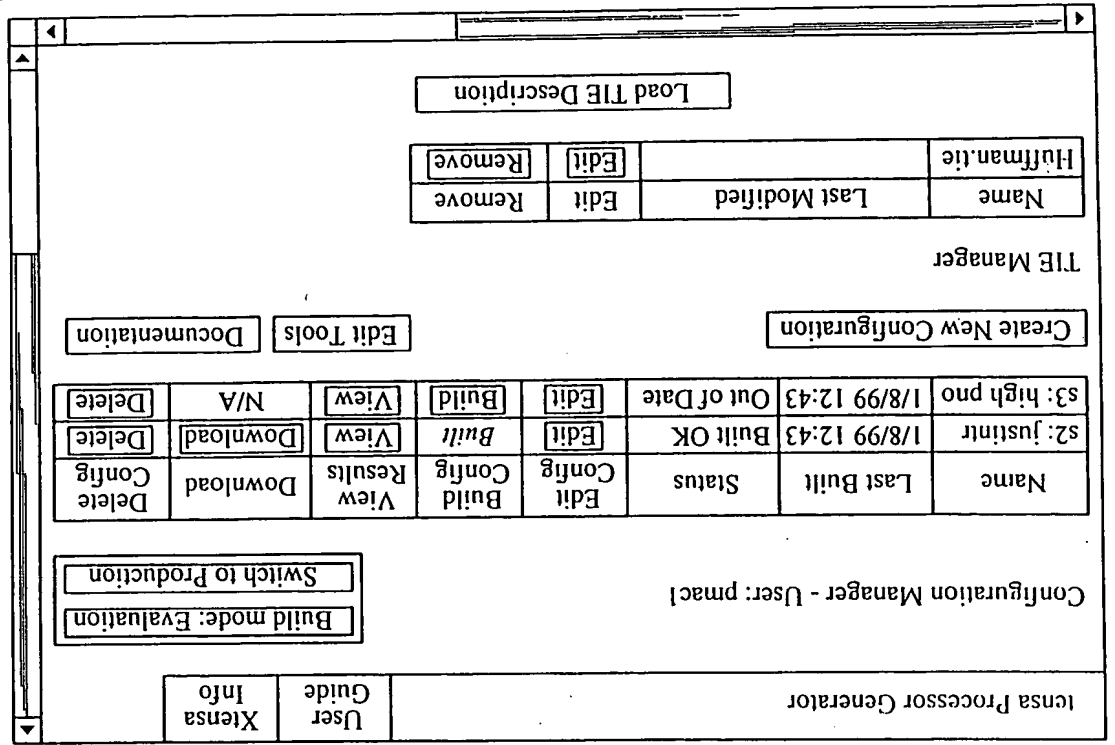 tensa Processor Generator
User Guide
Xtensa Info
Configuration Manager - User: pmac1
Build mode: Evaluation
Switch to Production
Name Last Built Status Edit Config Build Config View Results Download Delete Config
s2: justintr 1/8/99 12:43 Built OK Edit Built View Download Delete
s3: high pno 1/8/99 12:43 Out of Date Edit Build View N/A Delete
Create New Configuration Edit Tools Documentation
TIE Manager
Name Last Modified Edit Remove
Huffman.tie Edit Remove
Load TIE Description